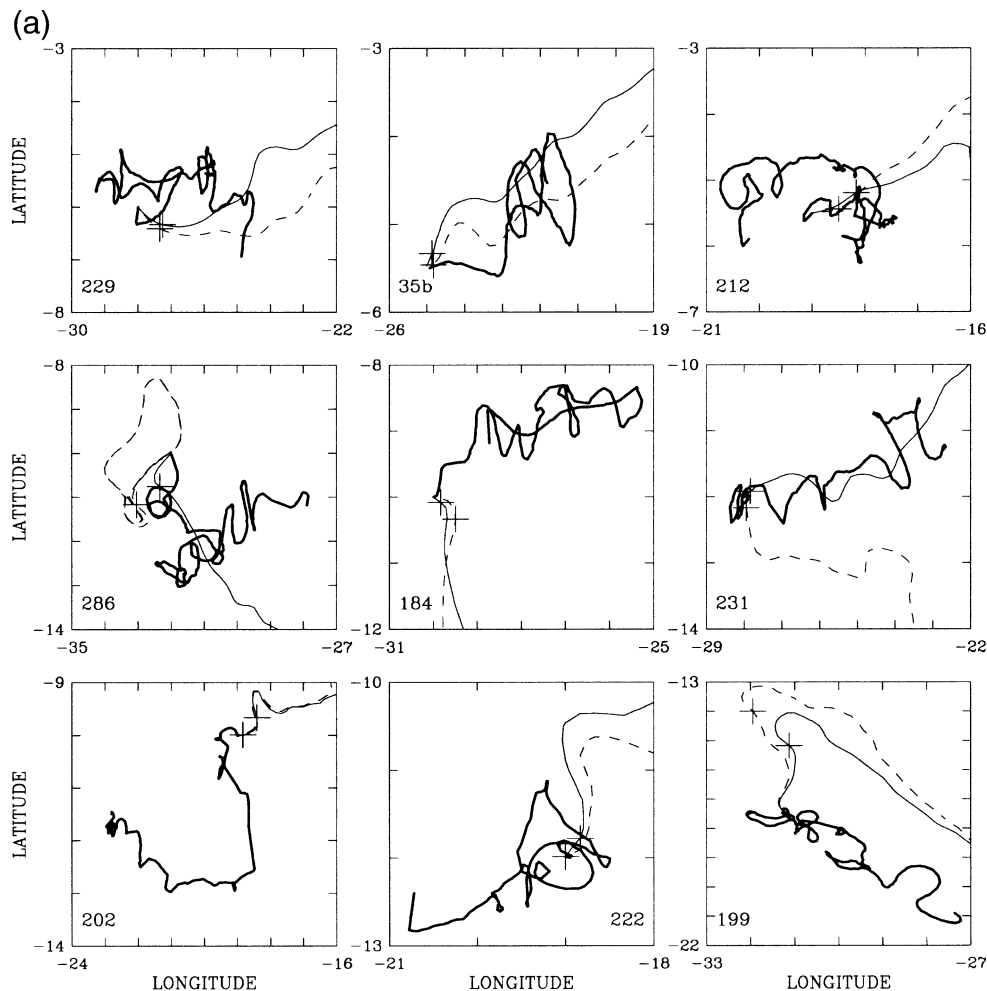 (a)
−3 −3 −3
LATITUDE
229 35b 212
−8 −6 −7
−30 −22 −26 −19 −21 −16
−8 −8 −10
LATITUDE
286 184 231
−14 −12 −14
−35 −27 −31 −25 −29 −22
−9 −10 −13
LATITUDE
202 222 199
−14 −13 −22
−24 −16 −21 −18 −33 −27
LONGITUDE LONGITUDE LONGITUDE